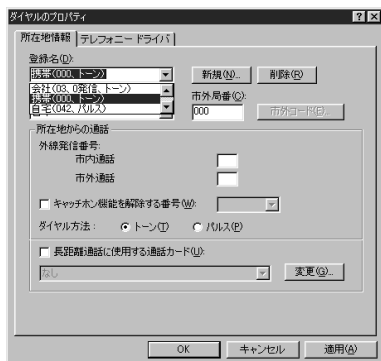 ダイヤルのプロパティ
所在地情報 テレフォニー ドライバ
登録名(D):
携帯(000、トーン)
新規(N)...
削除(R)
会社(03、0発信、トーン)
携帯(000、トーン)
自宅(042、パルス)
市外局番(C):
000
市外コード(E)...
所在地からの通話
外線発信番号:
市内通話
市外通話
キャッチホン機能を解除する番号(W):
ダイヤル方法:
トーン(T)
パルス(P)
長距離通話に使用する通話カード(U):
なし
変更(G)...
OK
キャンセル
適用(A)